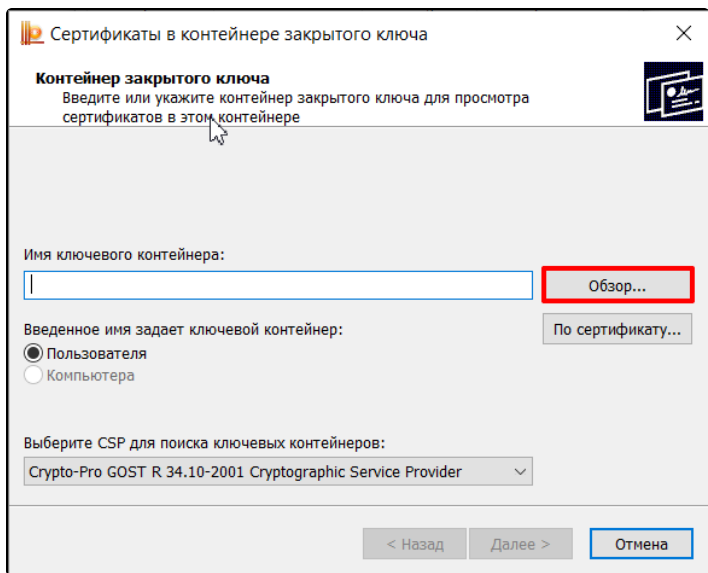 Сертификаты в контейнере закрытого ключа
Контейнер закрытого ключа
Введите или укажите контейнер закрытого ключа для просмотра
сертификатов в этом контейнере
Имя ключевого контейнера:
Обзор...
Введенное имя задает ключевой контейнер:
По сертификату...
Пользователя
Компьютера
Выберите CSP для поиска ключевых контейнеров:
Crypto-Pro GOST R 34.10-2001 Cryptographic Service Provider
< Назад
Далее >
Отмена